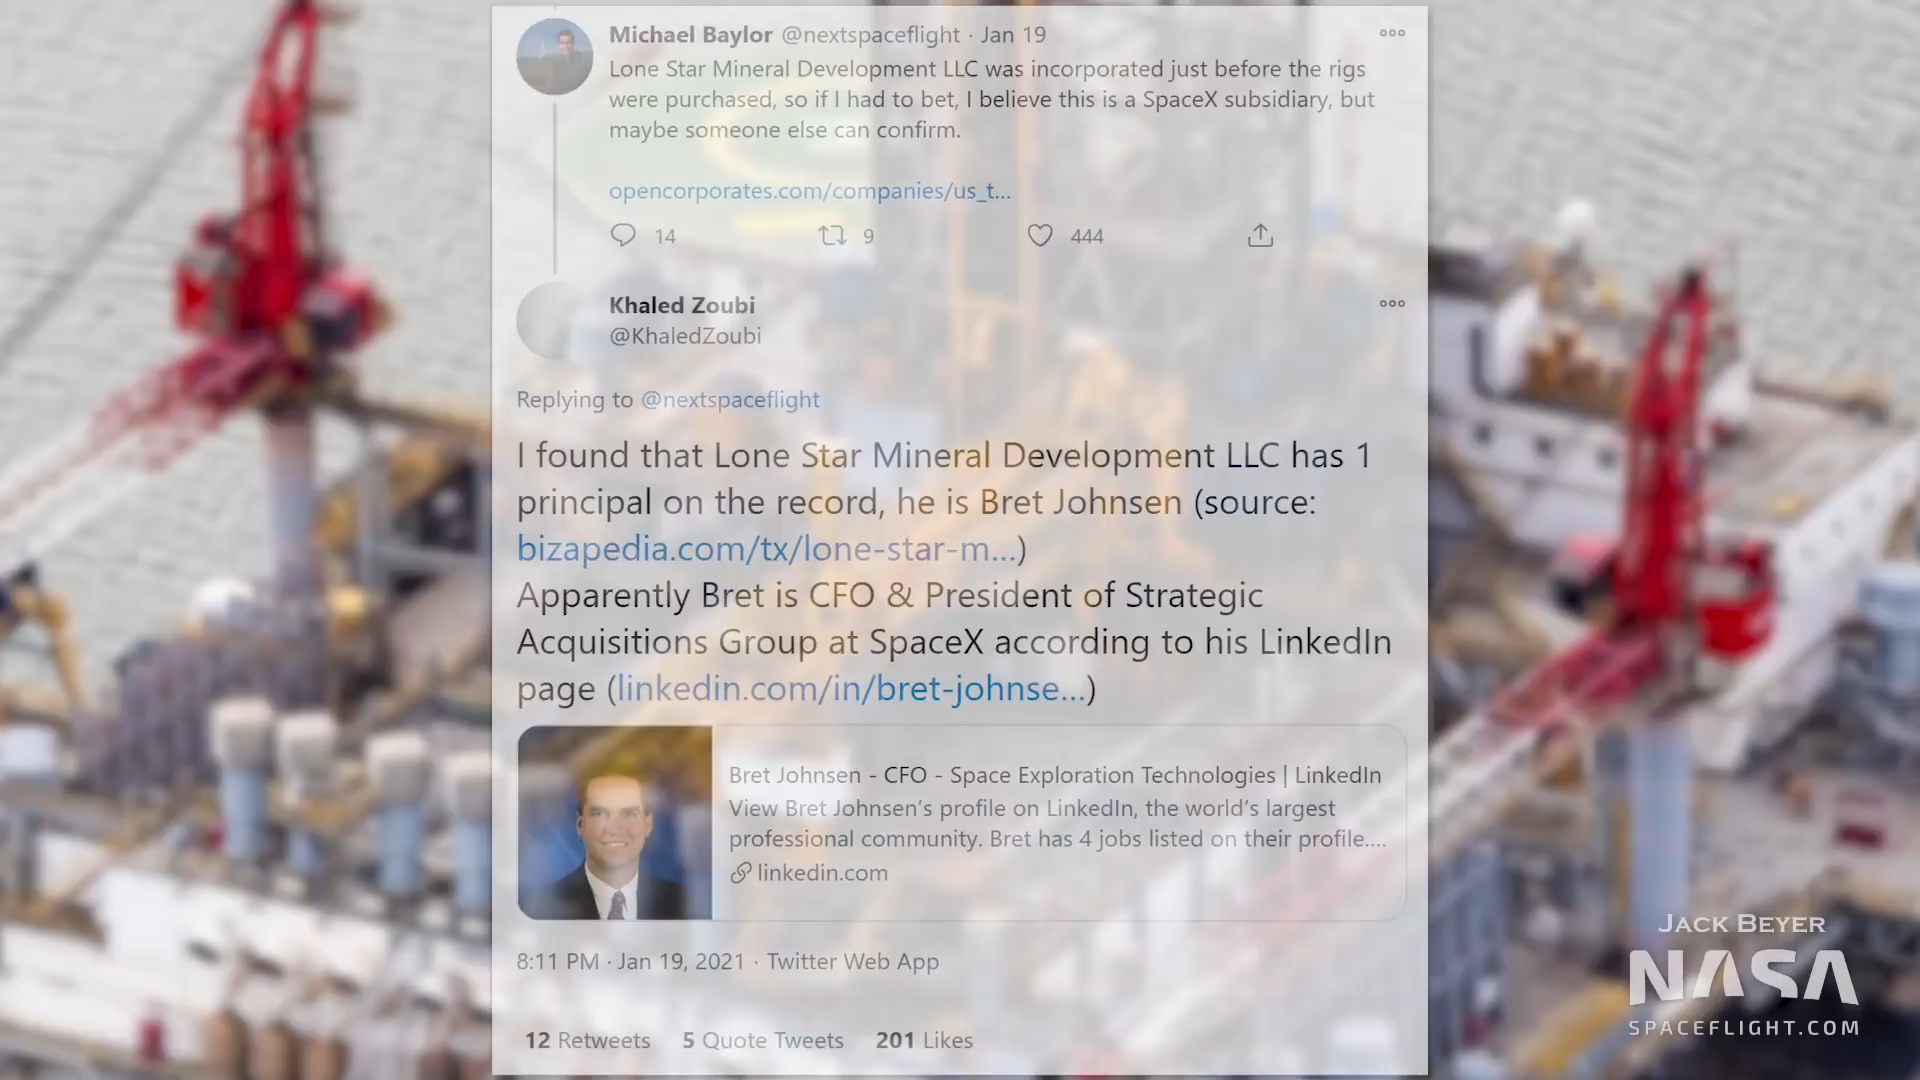 Michael Baylor @nextspaceflight · Jan 19
Lone Star Mineral Development LLC was incorporated just before the rigs
were purchased, so if I had to bet, I believe this is a SpaceX subsidiary, but
maybe someone else can confirm.
opencorporates.com/companies/us_t...
14 9 444
Khaled Zoubi
@KhaledZoubi
Replying to @nextspaceflight
I found that Lone Star Mineral Development LLC has 1
principal on the record, he is Bret Johnsen (source:
bizapedia.com/tx/lone-star-m...)
Apparently Bret is CFO & President of Strategic
Acquisitions Group at SpaceX according to his LinkedIn
page (linkedin.com/in/bret-johnse...)
Bret Johnsen - CFO - Space Exploration Technologies | LinkedIn
View Bret Johnsen's profile on LinkedIn, the world's largest
professional community. Bret has 4 jobs listed on their profile....
linkedin.com
8:11 PM · Jan 19, 2021 · Twitter Web App
12 Retweets 5 Quote Tweets 201 Likes
JACK BEYER
NASA
SPACEFLIGHT.COM